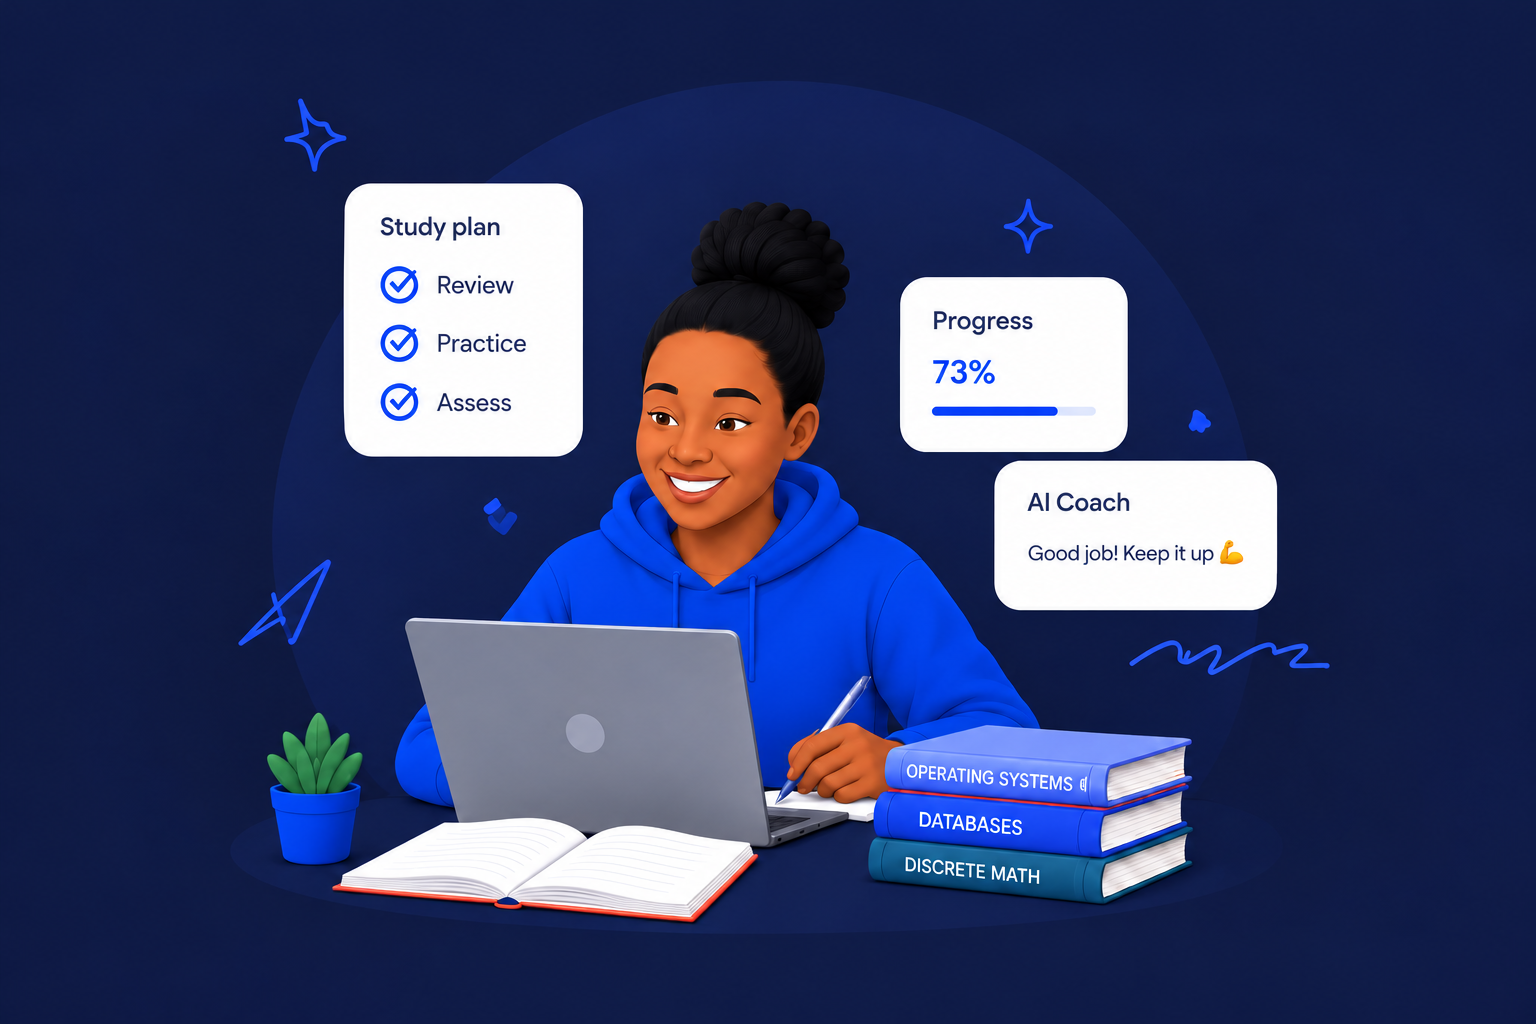 Study plan
Review
Practice
Assess
Progress
73%
AI Coach
Good job! Keep it up 💪
OPERATING SYSTEMS
DATABASES
DISCRETE MATH